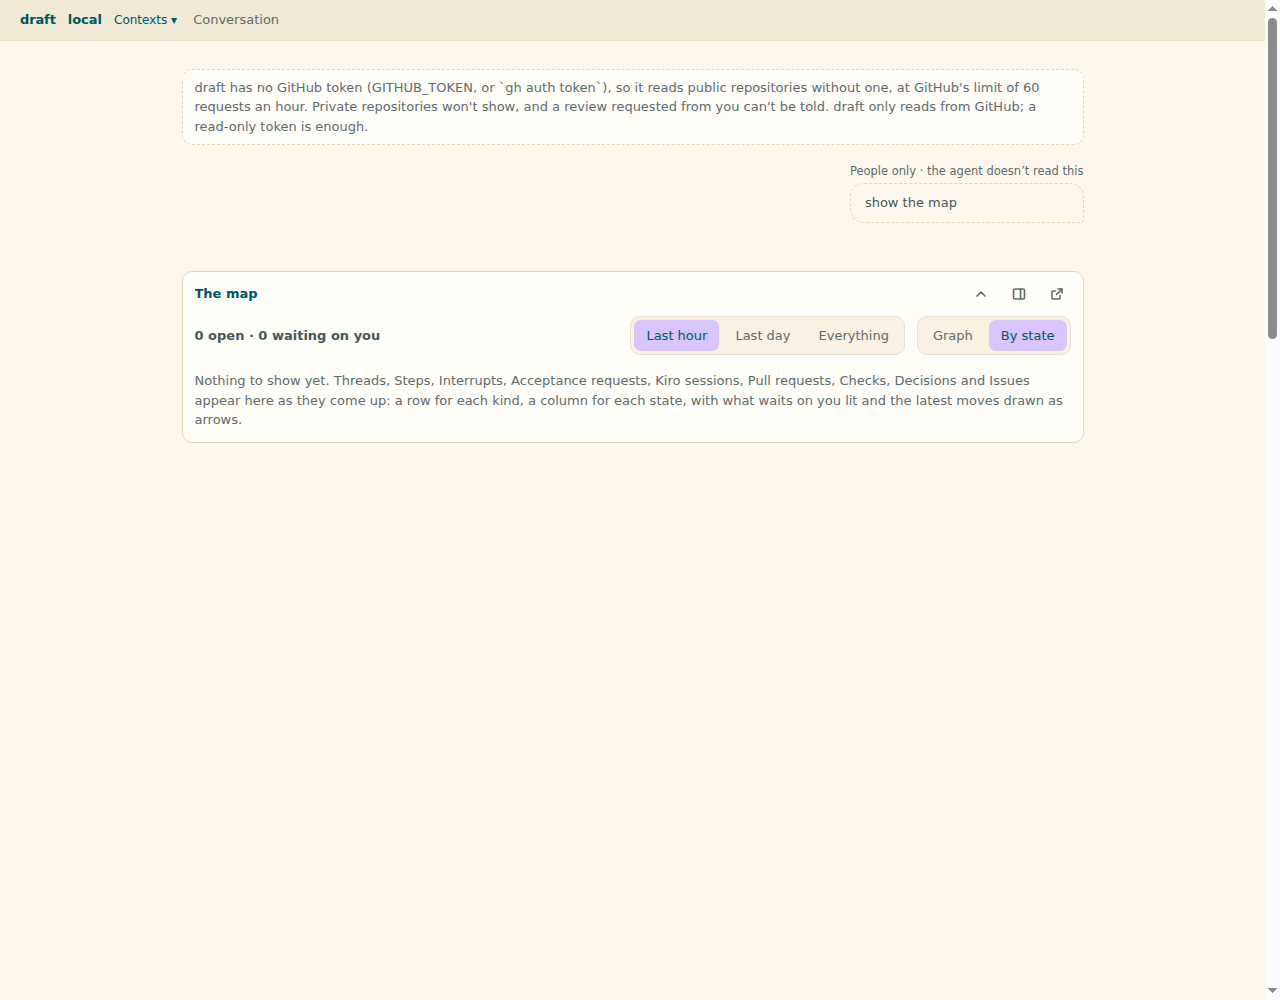 draft local Contexts ▾ Conversation
draft has no GitHub token (GITHUB_TOKEN, or `gh auth token`), so it reads public repositories without one, at GitHub's limit of 60
requests an hour. Private repositories won't show, and a review requested from you can't be told. draft only reads from GitHub; a
read-only token is enough.
People only · the agent doesn’t read this
show the map
The map
0 open · 0 waiting on you Last hour Last day Everything Graph By state
Nothing to show yet. Threads, Steps, Interrupts, Acceptance requests, Kiro sessions, Pull requests, Checks, Decisions and Issues
appear here as they come up: a row for each kind, a column for each state, with what waits on you lit and the latest moves drawn as
arrows.